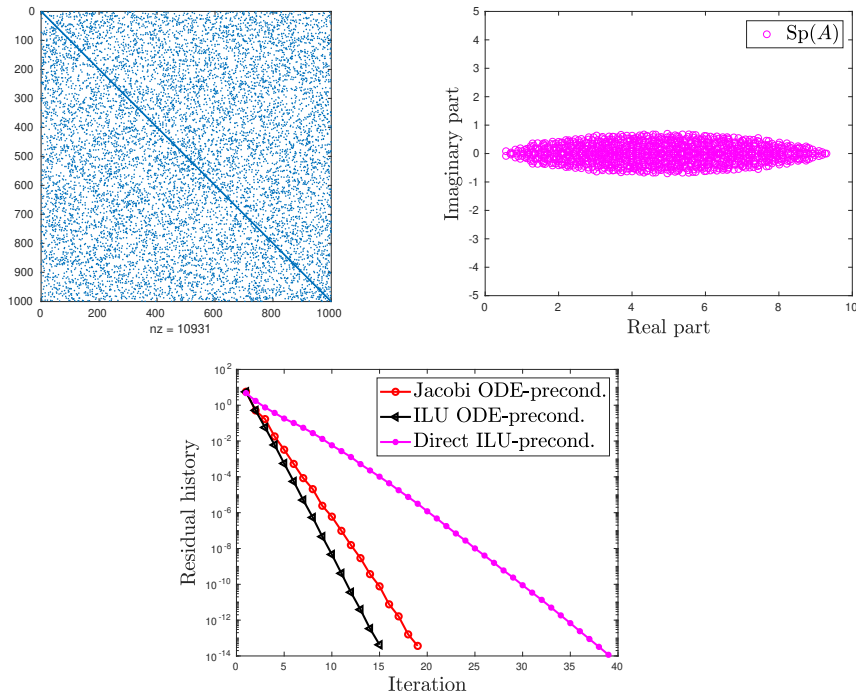 0
100
200
300
400
500
600
700
800
900
1000
0 200 400 600 800 1000
nz = 10931
5
4
3
2
1
0
-1
-2
-3
-4
-5
Imaginary part
Sp(A)
0 2 4 6 8 10
Real part
10^2
10^0
10^-2
10^-4
10^-6
10^-8
10^-10
10^-12
10^-14
Residual history
Jacobi ODE-precond.
ILU ODE-precond.
Direct ILU-precond.
0 5 10 15 20 25 30 35 40
Iteration